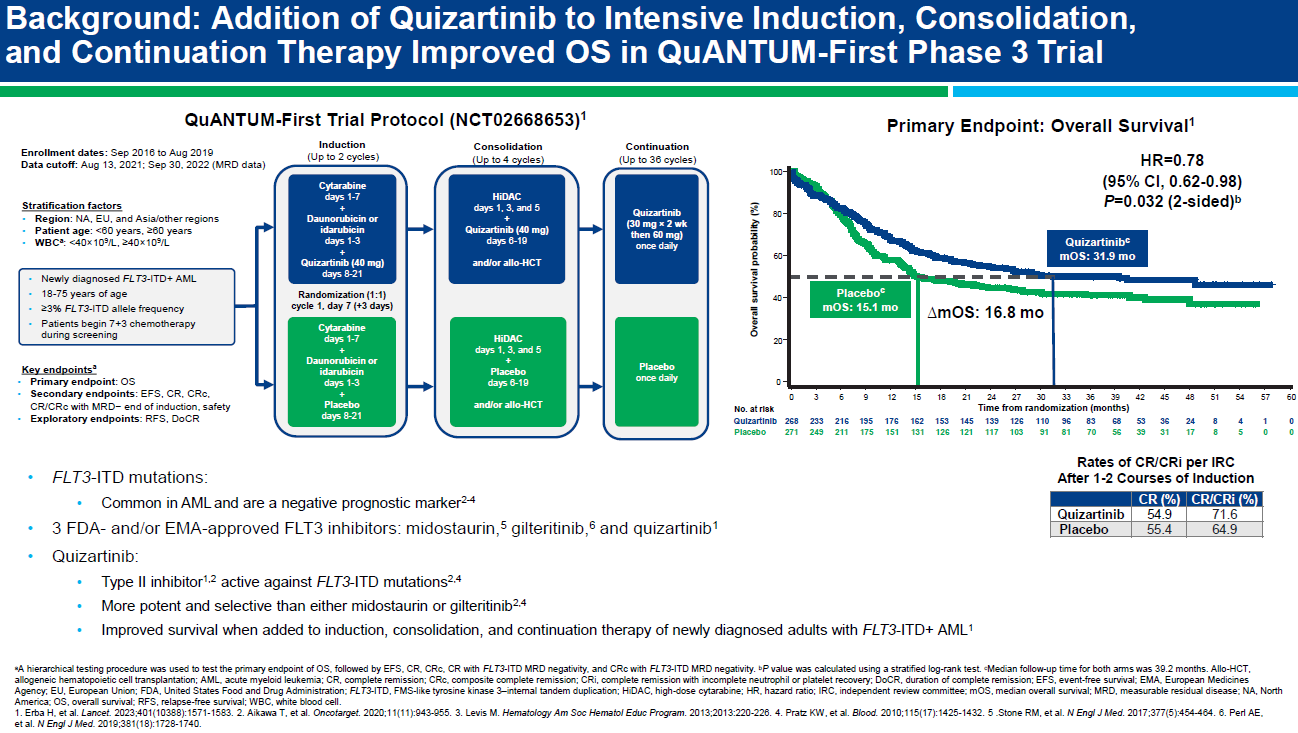 Background: Addition of Quizartinib to Intensive Induction, Consolidation,
and Continuation Therapy Improved OS in QuANTUM-First Phase 3 Trial
QuANTUM-First Trial Protocol (NCT02668653)¹
Enrollment dates: Sep 2016 to Aug 2019
Data cutoff: Aug 13, 2021; Sep 30, 2022 (MRD data)
Stratification factors
• Region: NA, EU, and Asia/other regions
• Patient age: <60 years, ≥60 years
• WBCᵃ: <40×10⁹/L, ≥40×10⁹/L
• Newly diagnosed FLT3-ITD+ AML
• 18-75 years of age
• ≥3% FLT3-ITD allele frequency
• Patients begin 7+3 chemotherapy
during screening
Key endpointsᵃ
• Primary endpoint: OS
• Secondary endpoints: EFS, CR, CRc,
CR/CRc with MRD− end of induction, safety
• Exploratory endpoints: RFS, DoCR
Induction
(Up to 2 cycles)
Cytarabine
days 1-7
+
Daunorubicin or
idarubicin
days 1-3
+
Quizartinib (40 mg)
days 8-21
Randomization (1:1)
cycle 1, day 7 (+3 days)
Cytarabine
days 1-7
+
Daunorubicin or
idarubicin
days 1-3
+
Placebo
days 8-21
Consolidation
(Up to 4 cycles)
HiDAC
days 1, 3, and 5
+
Quizartinib (40 mg)
days 6-19
and/or allo-HCT
HiDAC
days 1, 3, and 5
+
Placebo
days 6-19
and/or allo-HCT
Continuation
(Up to 36 cycles)
Quizartinib
(30 mg × 2 wk
then 60 mg)
once daily
Placebo
once daily
Primary Endpoint: Overall Survival¹
HR=0.78
(95% CI, 0.62-0.98)
P=0.032 (2-sided)ᵇ
Overall survival probability (%)
100
80
60
40
20
0
Quizartinibᶜ
mOS: 31.9 mo
Placeboᶜ
mOS: 15.1 mo
ΔmOS: 16.8 mo
0 3 6 9 12 15 18 21 24 27 30 33 36 39 42 45 48 51 54 57 60
Time from randomization (months)
No. at risk
Quizartinib 268 233 216 195 176 162 153 145 139 126 110 96 83 68 53 36 24 8 4 1 0
Placebo 271 249 211 175 151 131 126 121 117 103 91 81 70 56 39 31 17 8 5 0 0
Rates of CR/CRi per IRC
After 1-2 Courses of Induction
CR (%) CR/CRi (%)
Quizartinib 54.9 71.6
Placebo 55.4 64.9
• FLT3-ITD mutations:
• Common in AML and are a negative prognostic marker²⁻⁴
• 3 FDA- and/or EMA-approved FLT3 inhibitors: midostaurin,⁵ gilteritinib,⁶ and quizartinib¹
• Quizartinib:
• Type II inhibitor¹,² active against FLT3-ITD mutations²,⁴
• More potent and selective than either midostaurin or gilteritinib²,⁴
• Improved survival when added to induction, consolidation, and continuation therapy of newly diagnosed adults with FLT3-ITD+ AML¹
ᵃA hierarchical testing procedure was used to test the primary endpoint of OS, followed by EFS, CR, CRc, CR with FLT3-ITD MRD negativity, and CRc with FLT3-ITD MRD negativity. ᵇP value was calculated using a stratified log-rank test. ᶜMedian follow-up time for both arms was 39.2 months. Allo-HCT,
allogeneic hematopoietic cell transplantation; AML, acute myeloid leukemia; CR, complete remission; CRc, composite complete remission; CRi, complete remission with incomplete neutrophil or platelet recovery; DoCR, duration of complete remission; EFS, event-free survival; EMA, European Medicines
Agency; EU, European Union; FDA, United States Food and Drug Administration; FLT3-ITD, FMS-like tyrosine kinase 3–internal tandem duplication; HiDAC, high-dose cytarabine; HR, hazard ratio; IRC, independent review committee; mOS, median overall survival; MRD, measurable residual disease; NA, North
America; OS, overall survival; RFS, relapse-free survival; WBC, white blood cell.
1. Erba H, et al. Lancet. 2023;401(10388):1571-1583. 2. Aikawa T, et al. Oncotarget. 2020;11(11):943-955. 3. Levis M. Hematology Am Soc Hematol Educ Program. 2013;2013:220-226. 4. Pratz KW, et al. Blood. 2010;115(17):1425-1432. 5 .Stone RM, et al. N Engl J Med. 2017;377(5):454-464. 6. Perl AE,
et al. N Engl J Med. 2019;381(18):1728-1740.